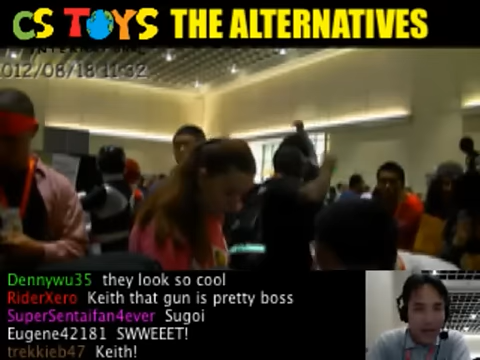 CS TOYS THE ALTERNATIVES
INTERNATIONAL
012/08/18 11:32
Dennywu35 they look so cool
RiderXero Keith that gun is pretty boss
SuperSentaifan4ever Sugoi
Eugene42181 SWWEEET!
trekkieb47 Keith!